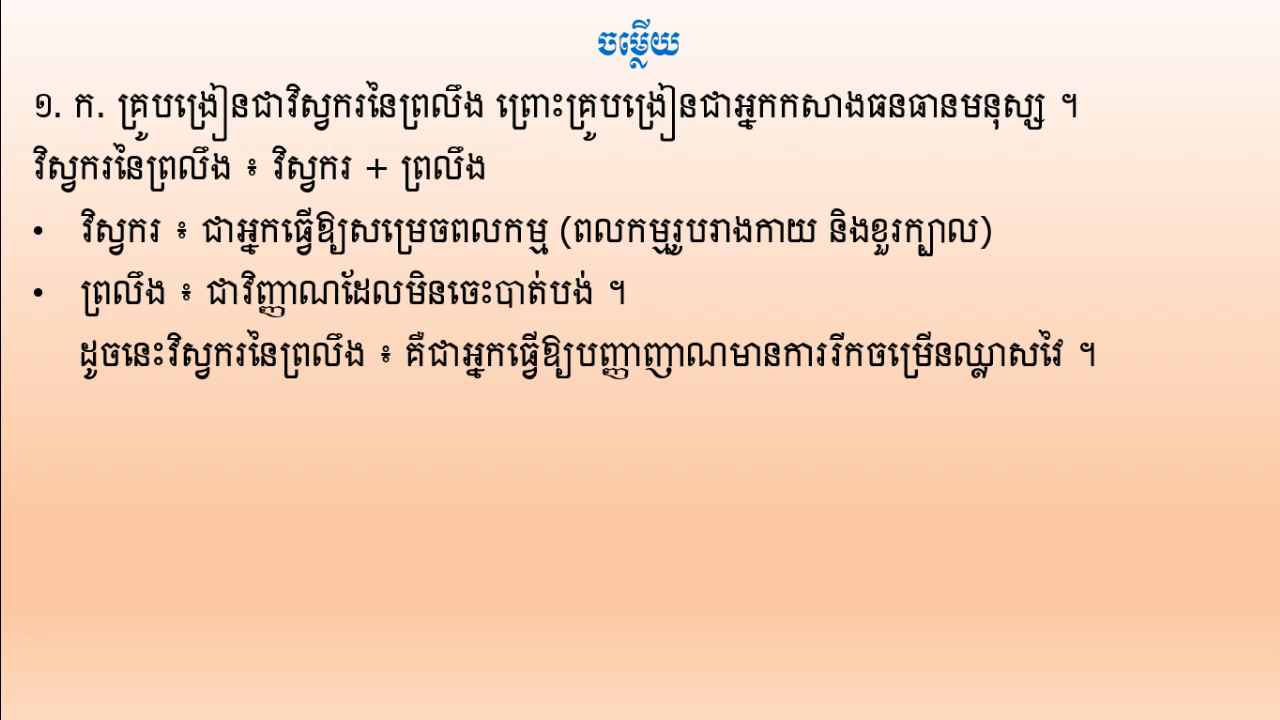 ចម្លើយ
១. ក. គ្រូបង្រៀនជាវិស្វករនៃព្រលឹង ព្រោះគ្រូបង្រៀនជាអ្នកកសាងធនធានមនុស្ស ។
វិស្វករនៃព្រលឹង ៖ វិស្វករ + ព្រលឹង
• វិស្វករ ៖ ជាអ្នកធ្វើឱ្យសម្រេចពលកម្ម (ពលកម្មរូបរាងកាយ និងខួរក្បាល)
• ព្រលឹង ៖ ជាវិញ្ញាណដែលមិនចេះបាត់បង់ ។
ដូចនេះវិស្វករនៃព្រលឹង ៖ គឺជាអ្នកធ្វើឱ្យបញ្ញាញាណមានការរីកចម្រើនឈ្លាសវៃ ។